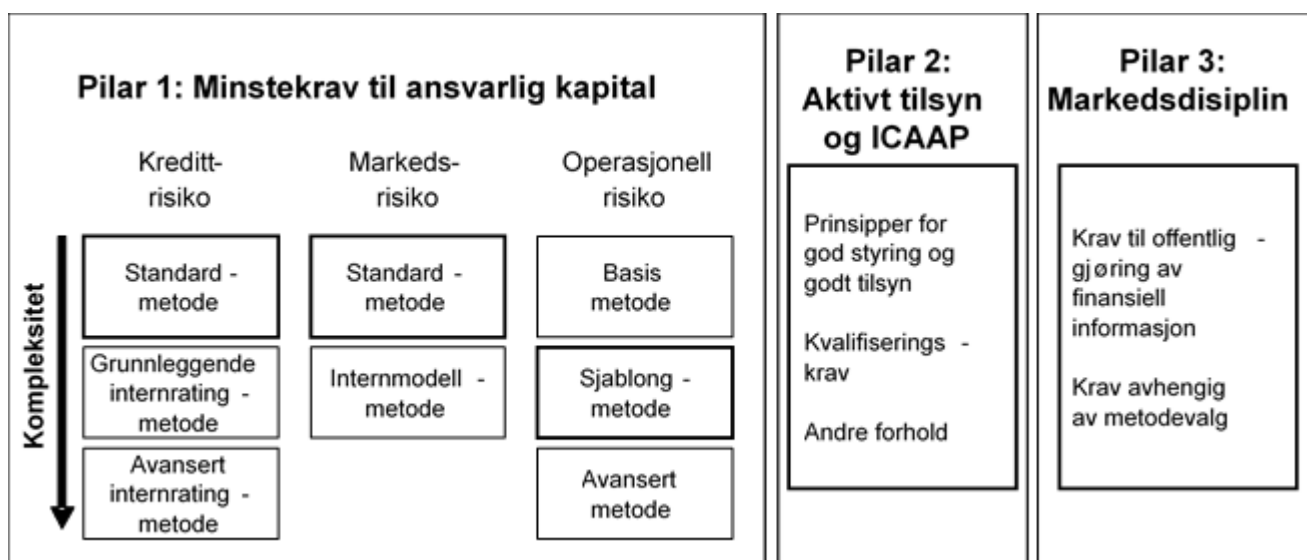 Pilar 1: Minstekrav til ansvarlig kapital
Kreditt-
risiko
Markeds-
risiko
Operasjonell
risiko
Kompleksitet
Standard -
metode
Standard -
metode
Basis
metode
Grunnleggende
internrating -
metode
Internmodell -
metode
Sjablong -
metode
Avansert
internrating -
metode
Avansert
metode
Pilar 2:
Aktivt tilsyn
og ICAAP
Prinsipper for
god styring og
godt tilsyn
Kvalifiserings -
krav
Andre forhold
Pilar 3:
Markedsdisiplin
Krav til offentlig -
gjøring av
finansiell
informasjon
Krav avhengig
av metodevalg